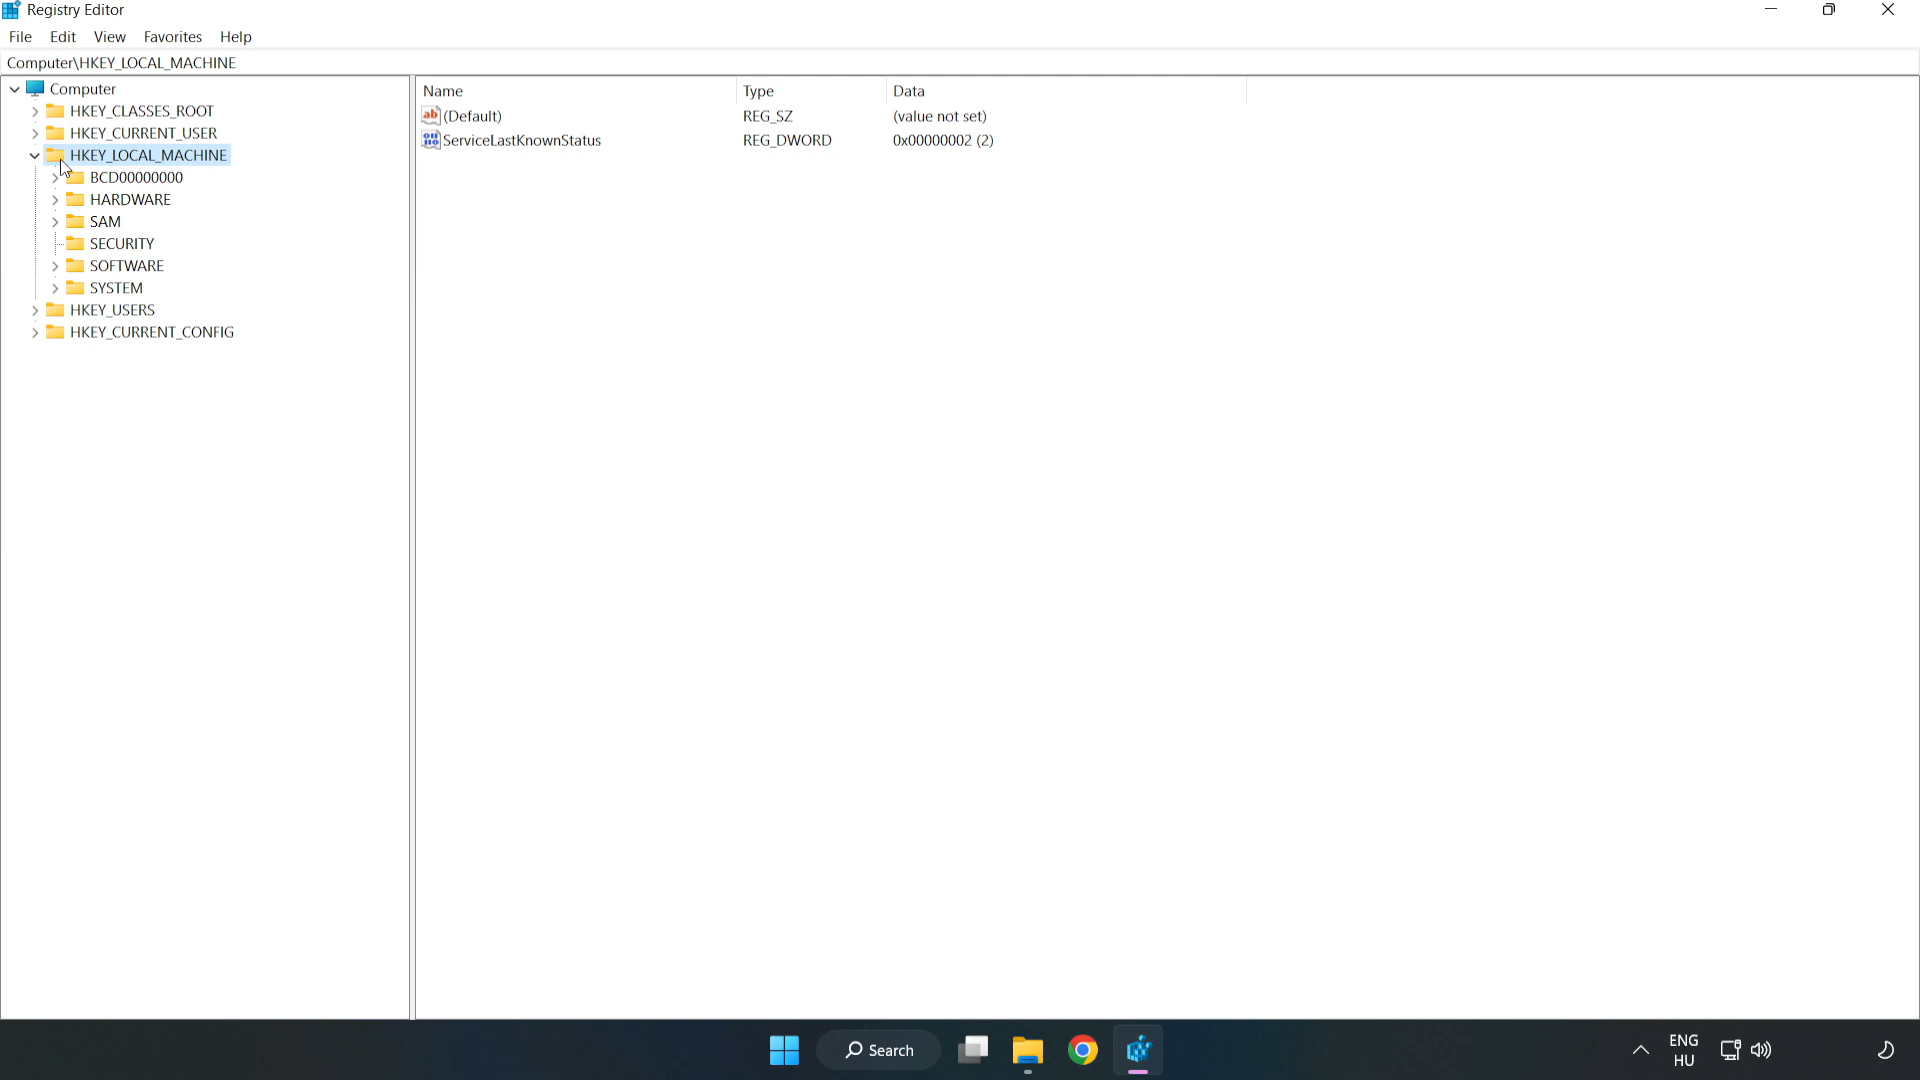 Registry Editor
File Edit View Favorites Help
Computer\HKEY_LOCAL_MACHINE
Computer
HKEY_CLASSES_ROOT
HKEY_CURRENT_USER
HKEY_LOCAL_MACHINE
BCD00000000
HARDWARE
SAM
SECURITY
SOFTWARE
SYSTEM
HKEY_USERS
HKEY_CURRENT_CONFIG
Name Type Data
(Default) REG_SZ (value not set)
ServiceLastKnownStatus REG_DWORD 0x00000002 (2)
Search
ENG
HU